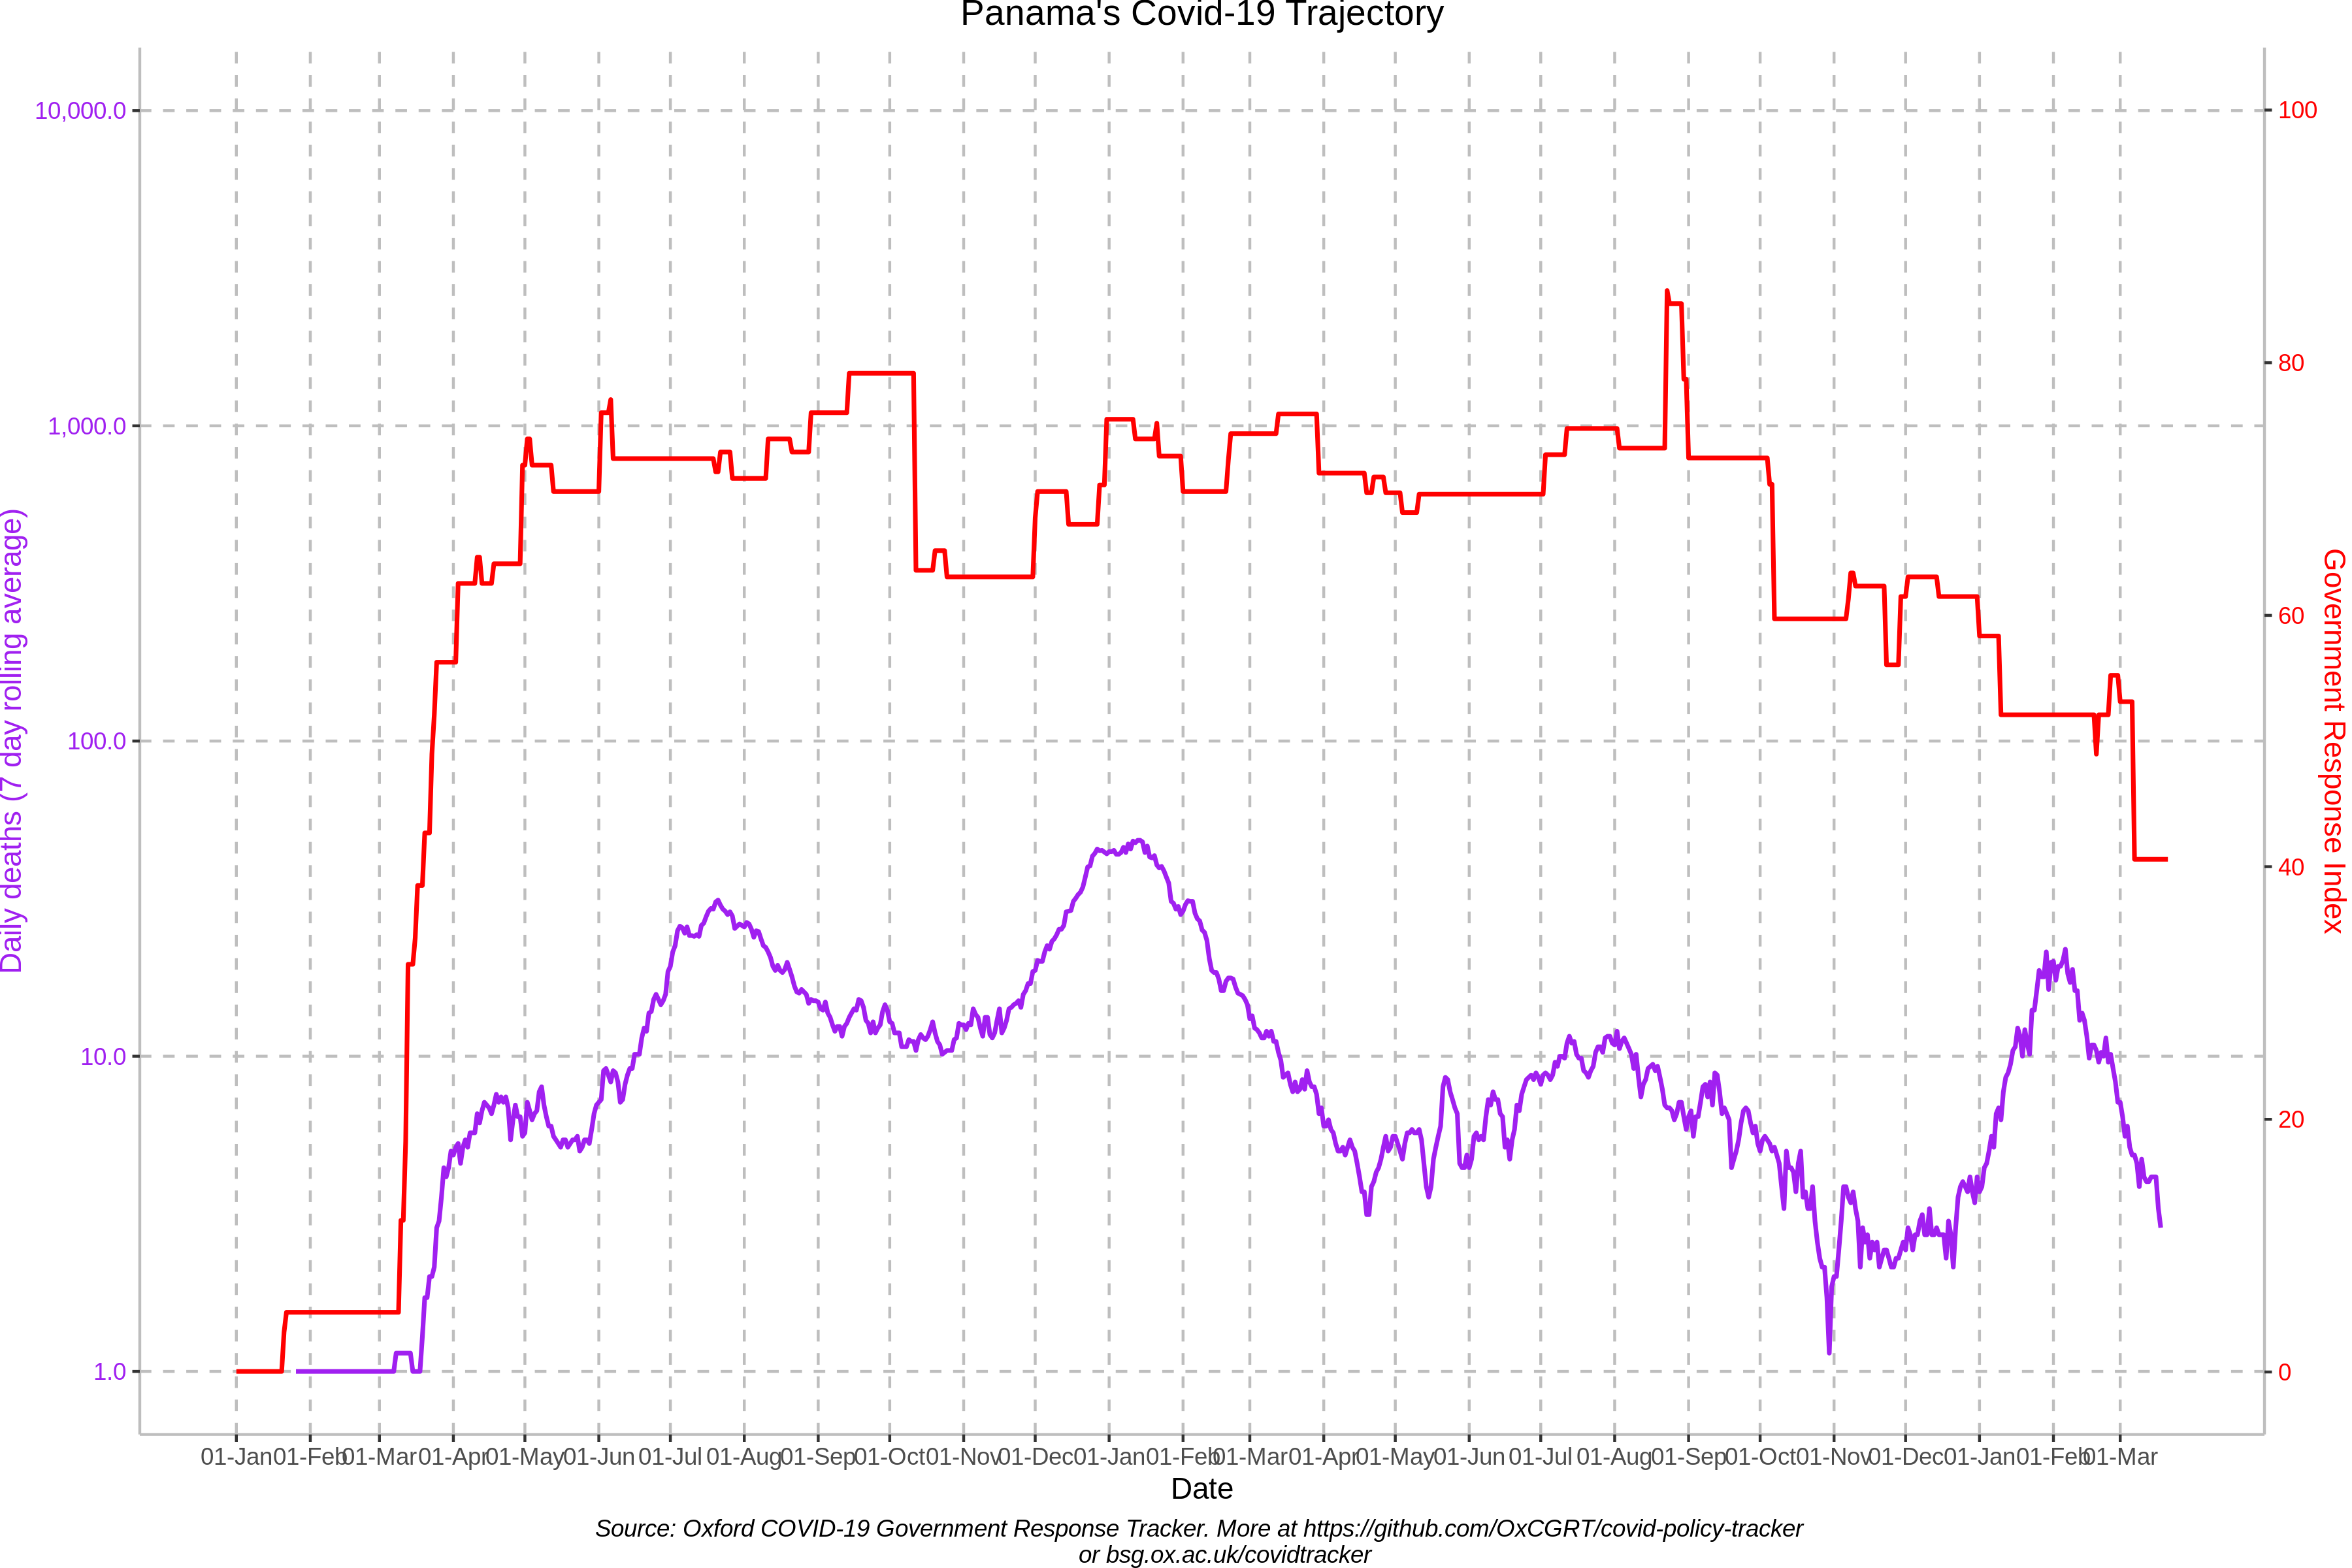 Panama's Covid-19 Trajectory
10,000.0
1,000.0
100.0
10.0
1.0
Daily deaths (7 day rolling average)
100
80
60
40
20
0
Government Response Index
01-Jan 01-Feb 01-Mar 01-Apr 01-May 01-Jun 01-Jul 01-Aug 01-Sep 01-Oct 01-Nov 01-Dec 01-Jan 01-Feb 01-Mar 01-Apr 01-May 01-Jun 01-Jul 01-Aug 01-Sep 01-Oct 01-Nov 01-Dec 01-Jan 01-Feb 01-Mar
Date
Source: Oxford COVID-19 Government Response Tracker. More at https://github.com/OxCGRT/covid-policy-tracker
or bsg.ox.ac.uk/covidtracker